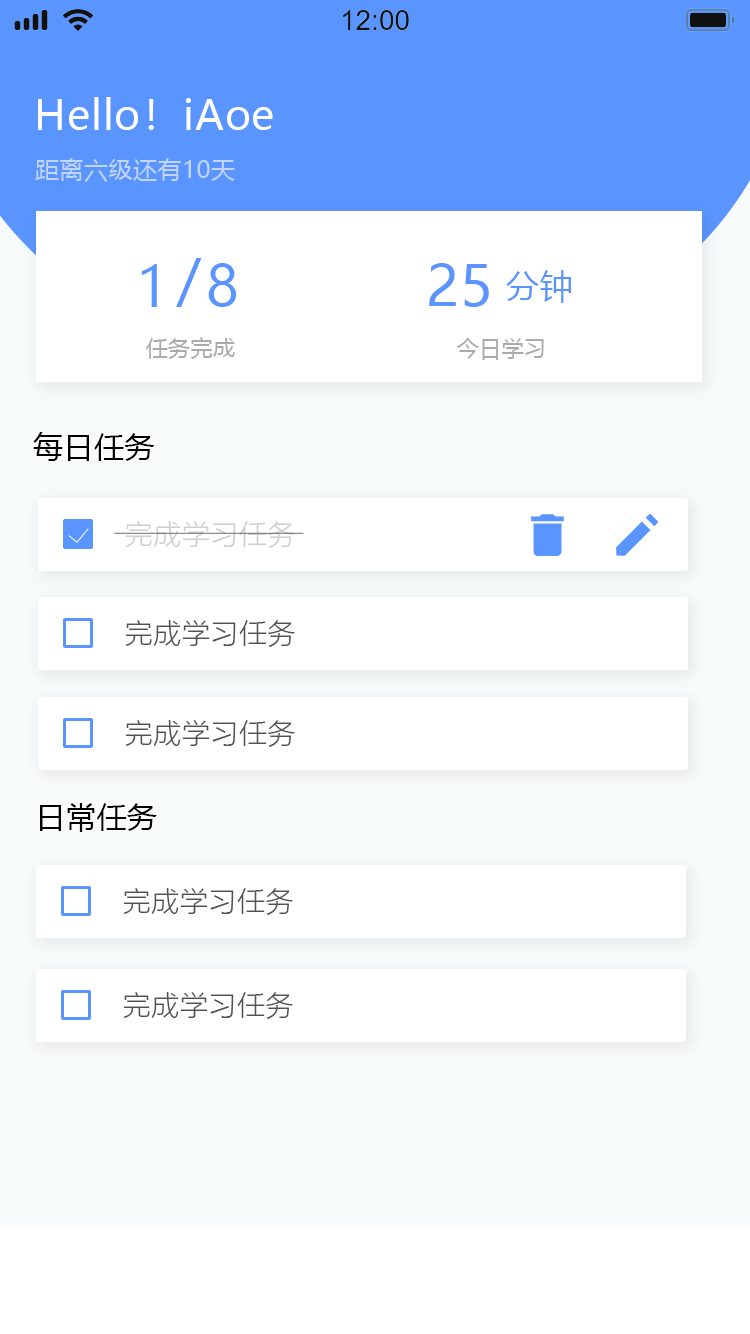 12:00
Hello! iAoe
距离六级还有10天
1/8
25 分钟
任务完成
今日学习
每日任务
完成学习任务
完成学习任务
完成学习任务
日常任务
完成学习任务
完成学习任务